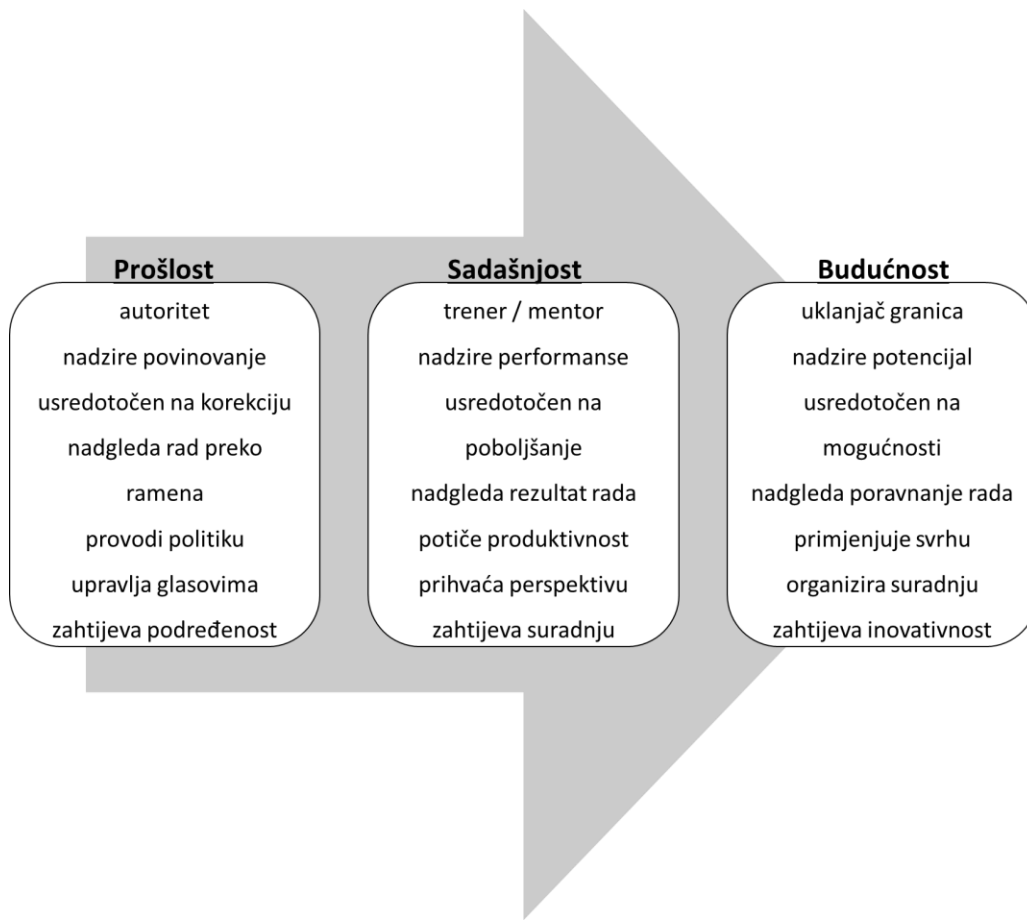 Prošlost
autoritet
nadzire povinovanje
usredotočen na korekciju
nadgleda rad preko
ramena
provodi politiku
upravlja glasovima
zahtijeva podređenost
Sadašnjost
trener / mentor
nadzire performanse
usredotočen na
poboljšanje
nadgleda rezultat rada
potiče produktivnost
prihvaća perspektivu
zahtijeva suradnju
Budućnost
uklanjač granica
nadzire potencijal
usredotočen na
mogućnosti
nadgleda poravnanje rada
primjenjuje svrhu
organizira suradnju
zahtijeva inovativnost